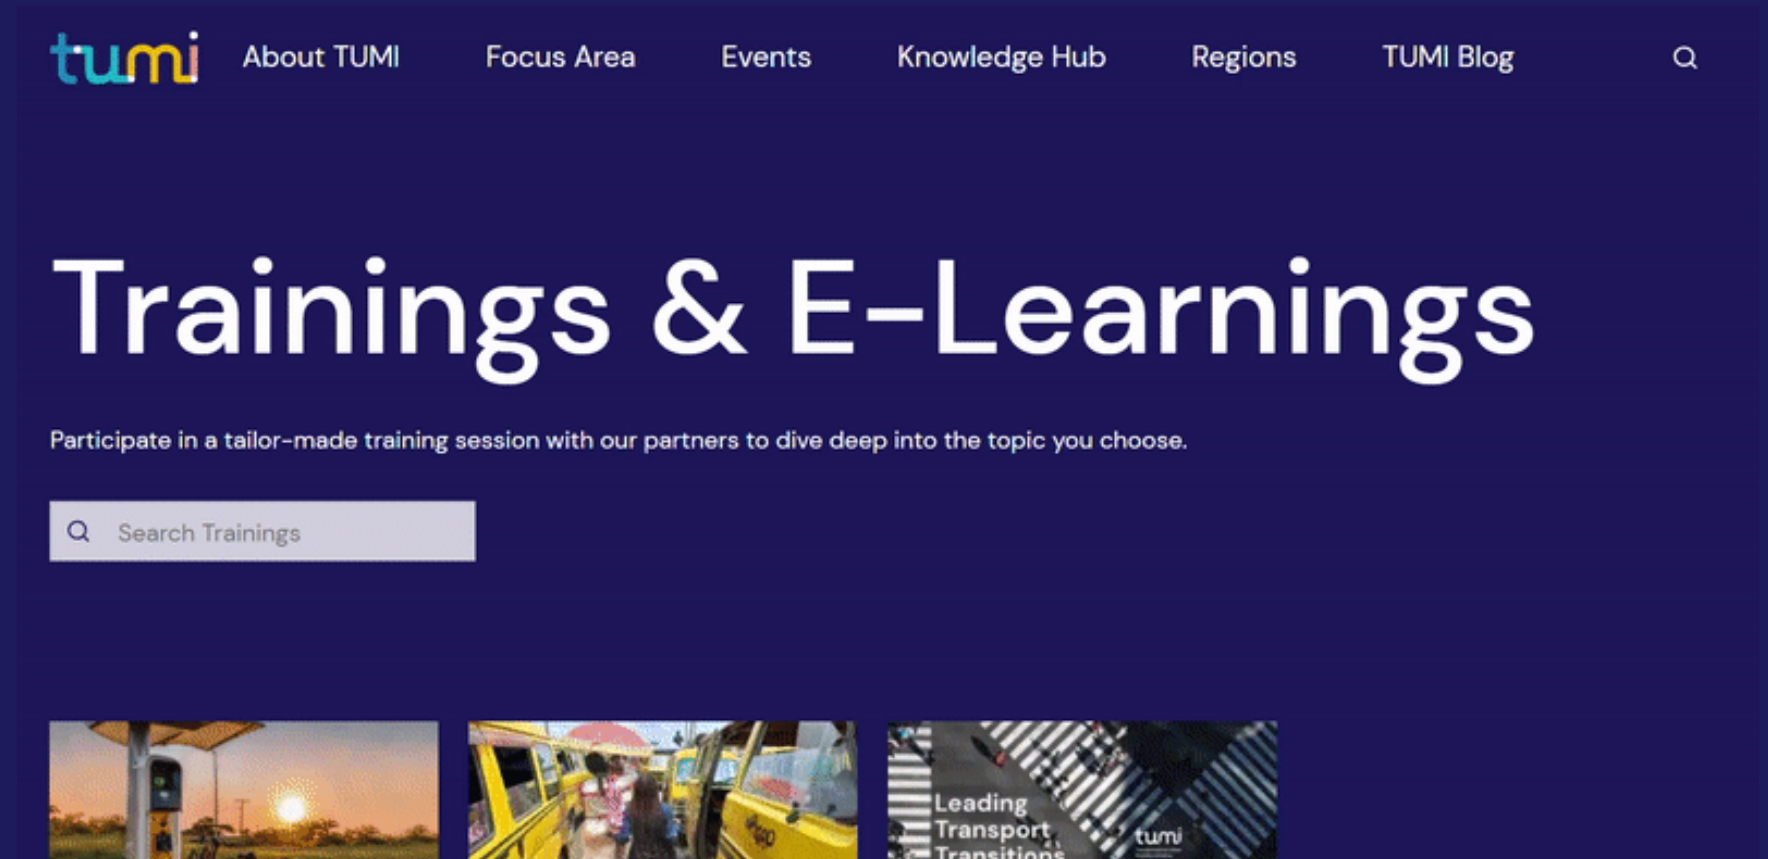 tumi About TUMI Focus Area Events Knowledge Hub Regions TUMI Blog
Trainings & E-Learnings
Participate in a tailor-made training session with our partners to dive deep into the topic you choose.
Search Trainings
Leading
Transport
Transitions
tumi